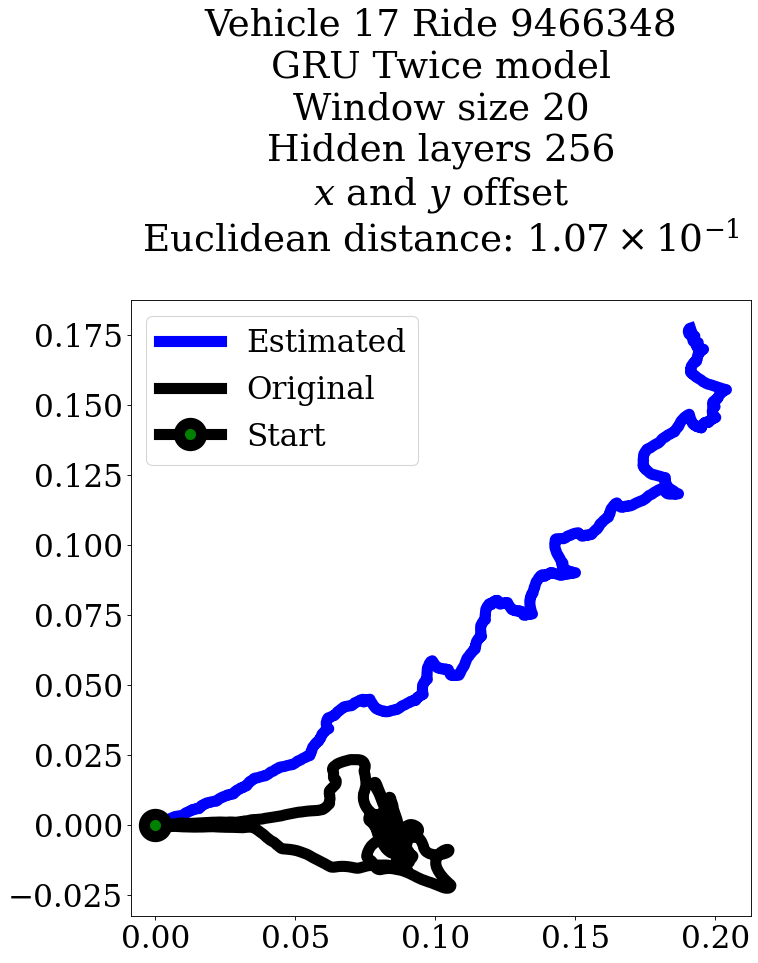 Vehicle 17 Ride 9466348
GRU Twice model
Window size 20
Hidden layers 256
x and y offset
Euclidean distance: 1.07 × 10⁻¹
Estimated
Original
Start
0.175
0.150
0.125
0.100
0.075
0.050
0.025
0.000
−0.025
0.00 0.05 0.10 0.15 0.20